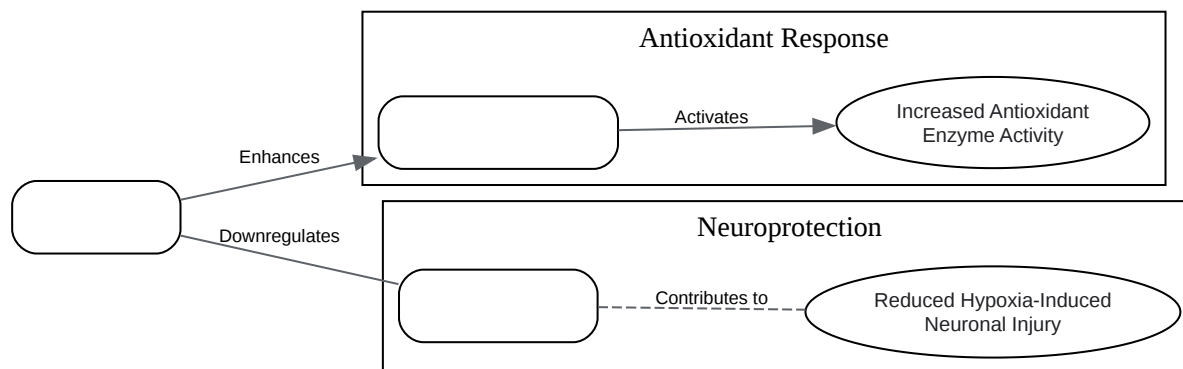 Antioxidant Response
Enhances
Activates
Increased Antioxidant
Enzyme Activity
Downregulates
Neuroprotection
Contributes to
Reduced Hypoxia-Induced
Neuronal Injury